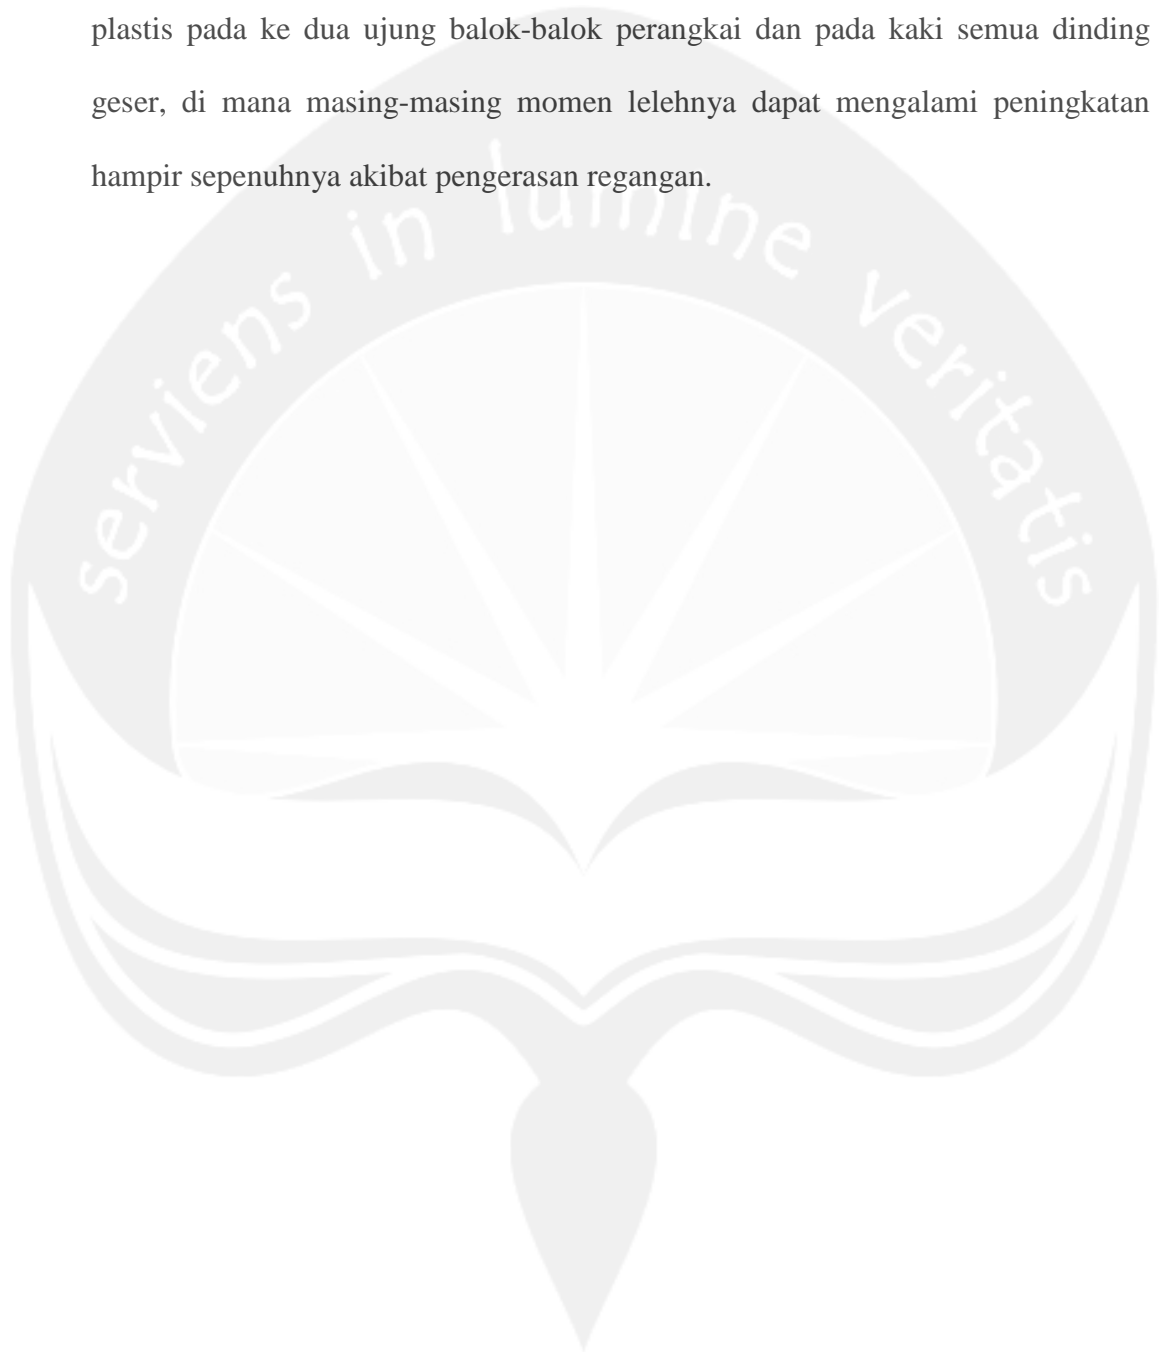 plastis pada ke dua ujung balok-balok perangkai dan pada kaki semua dinding
geser, di mana masing-masing momen lelehnya dapat mengalami peningkatan
hampir sepenuhnya akibat pengerasan regangan.
serviens in lumine veritatis